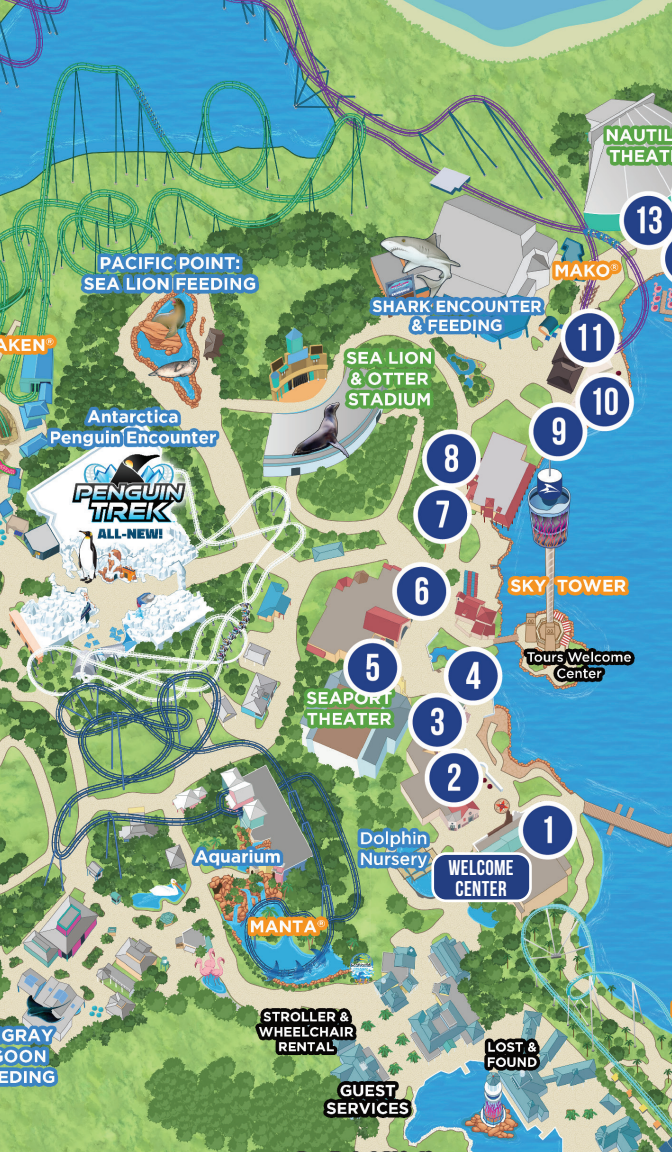 NAUTIL
THEAT
13
PACIFIC POINT:
SEA LION FEEDING
MAKO®
SHARK ENCOUNTER
& FEEDING
11
AKEN®
SEA LION
& OTTER
STADIUM
10
Antarctica
Penguin Encounter
9
8
PENGUIN
TREK
ALL-NEW!
7
6
SKY TOWER
5
Tours Welcome
Center
4
SEAPORT
THEATER
3
2
1
Dolphin
Nursery
Aquarium
WELCOME
CENTER
MANTA®
STROLLER &
WHEELCHAIR
RENTAL
GRAY
GOON
EDING
LOST &
FOUND
GUEST
SERVICES